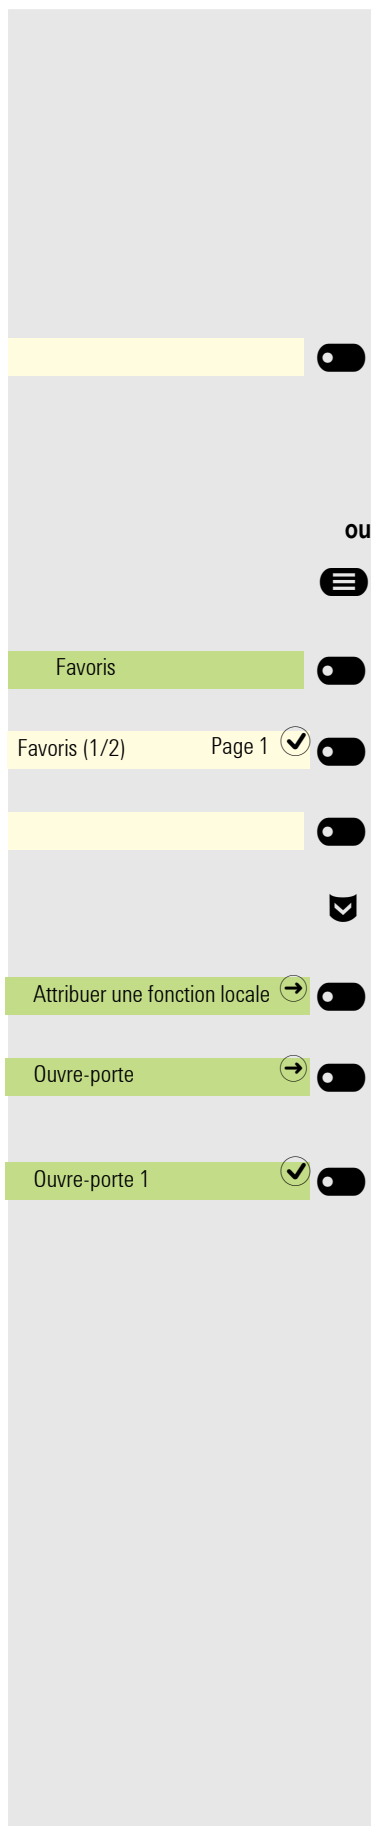 ou
Favoris
Favoris (1/2) Page 1
Attribuer une fonction locale
Ouvre-porte
Ouvre-porte 1